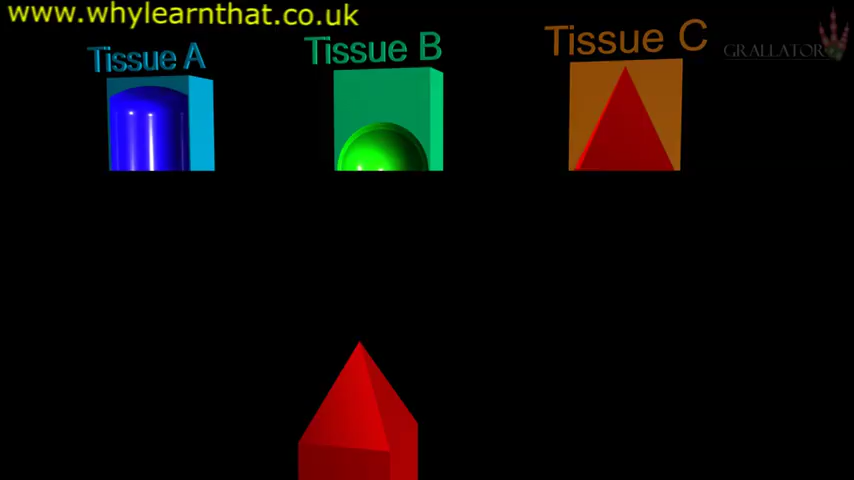 www.whylearnthat.co.uk
Tissue A
Tissue B
Tissue C
GRALLATOR